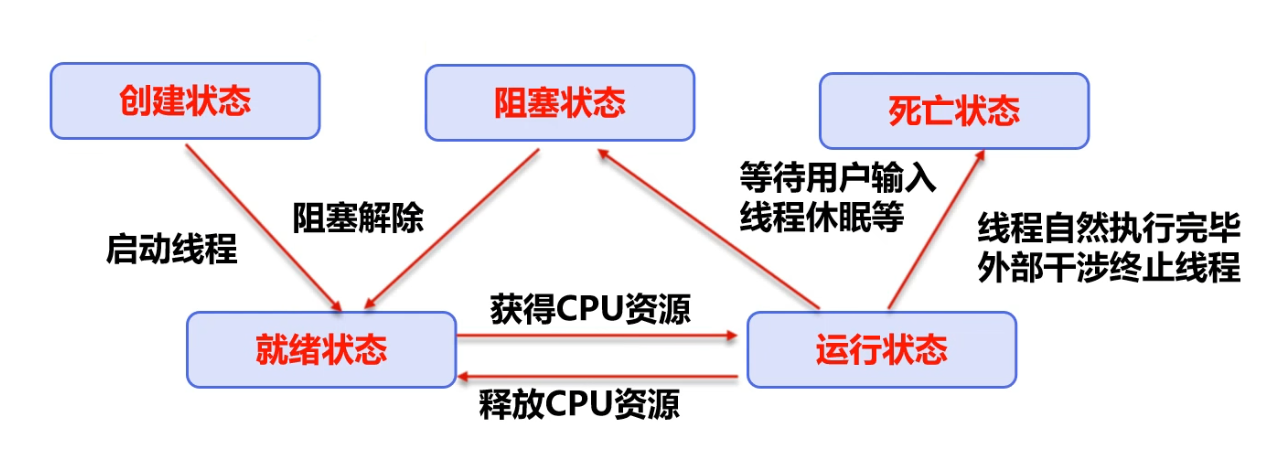 创建状态
阻塞状态
死亡状态
等待用户输入
线程休眠等
阻塞解除
启动线程
线程自然执行完毕
外部干涉终止线程
获得CPU资源
就绪状态
运行状态
释放CPU资源